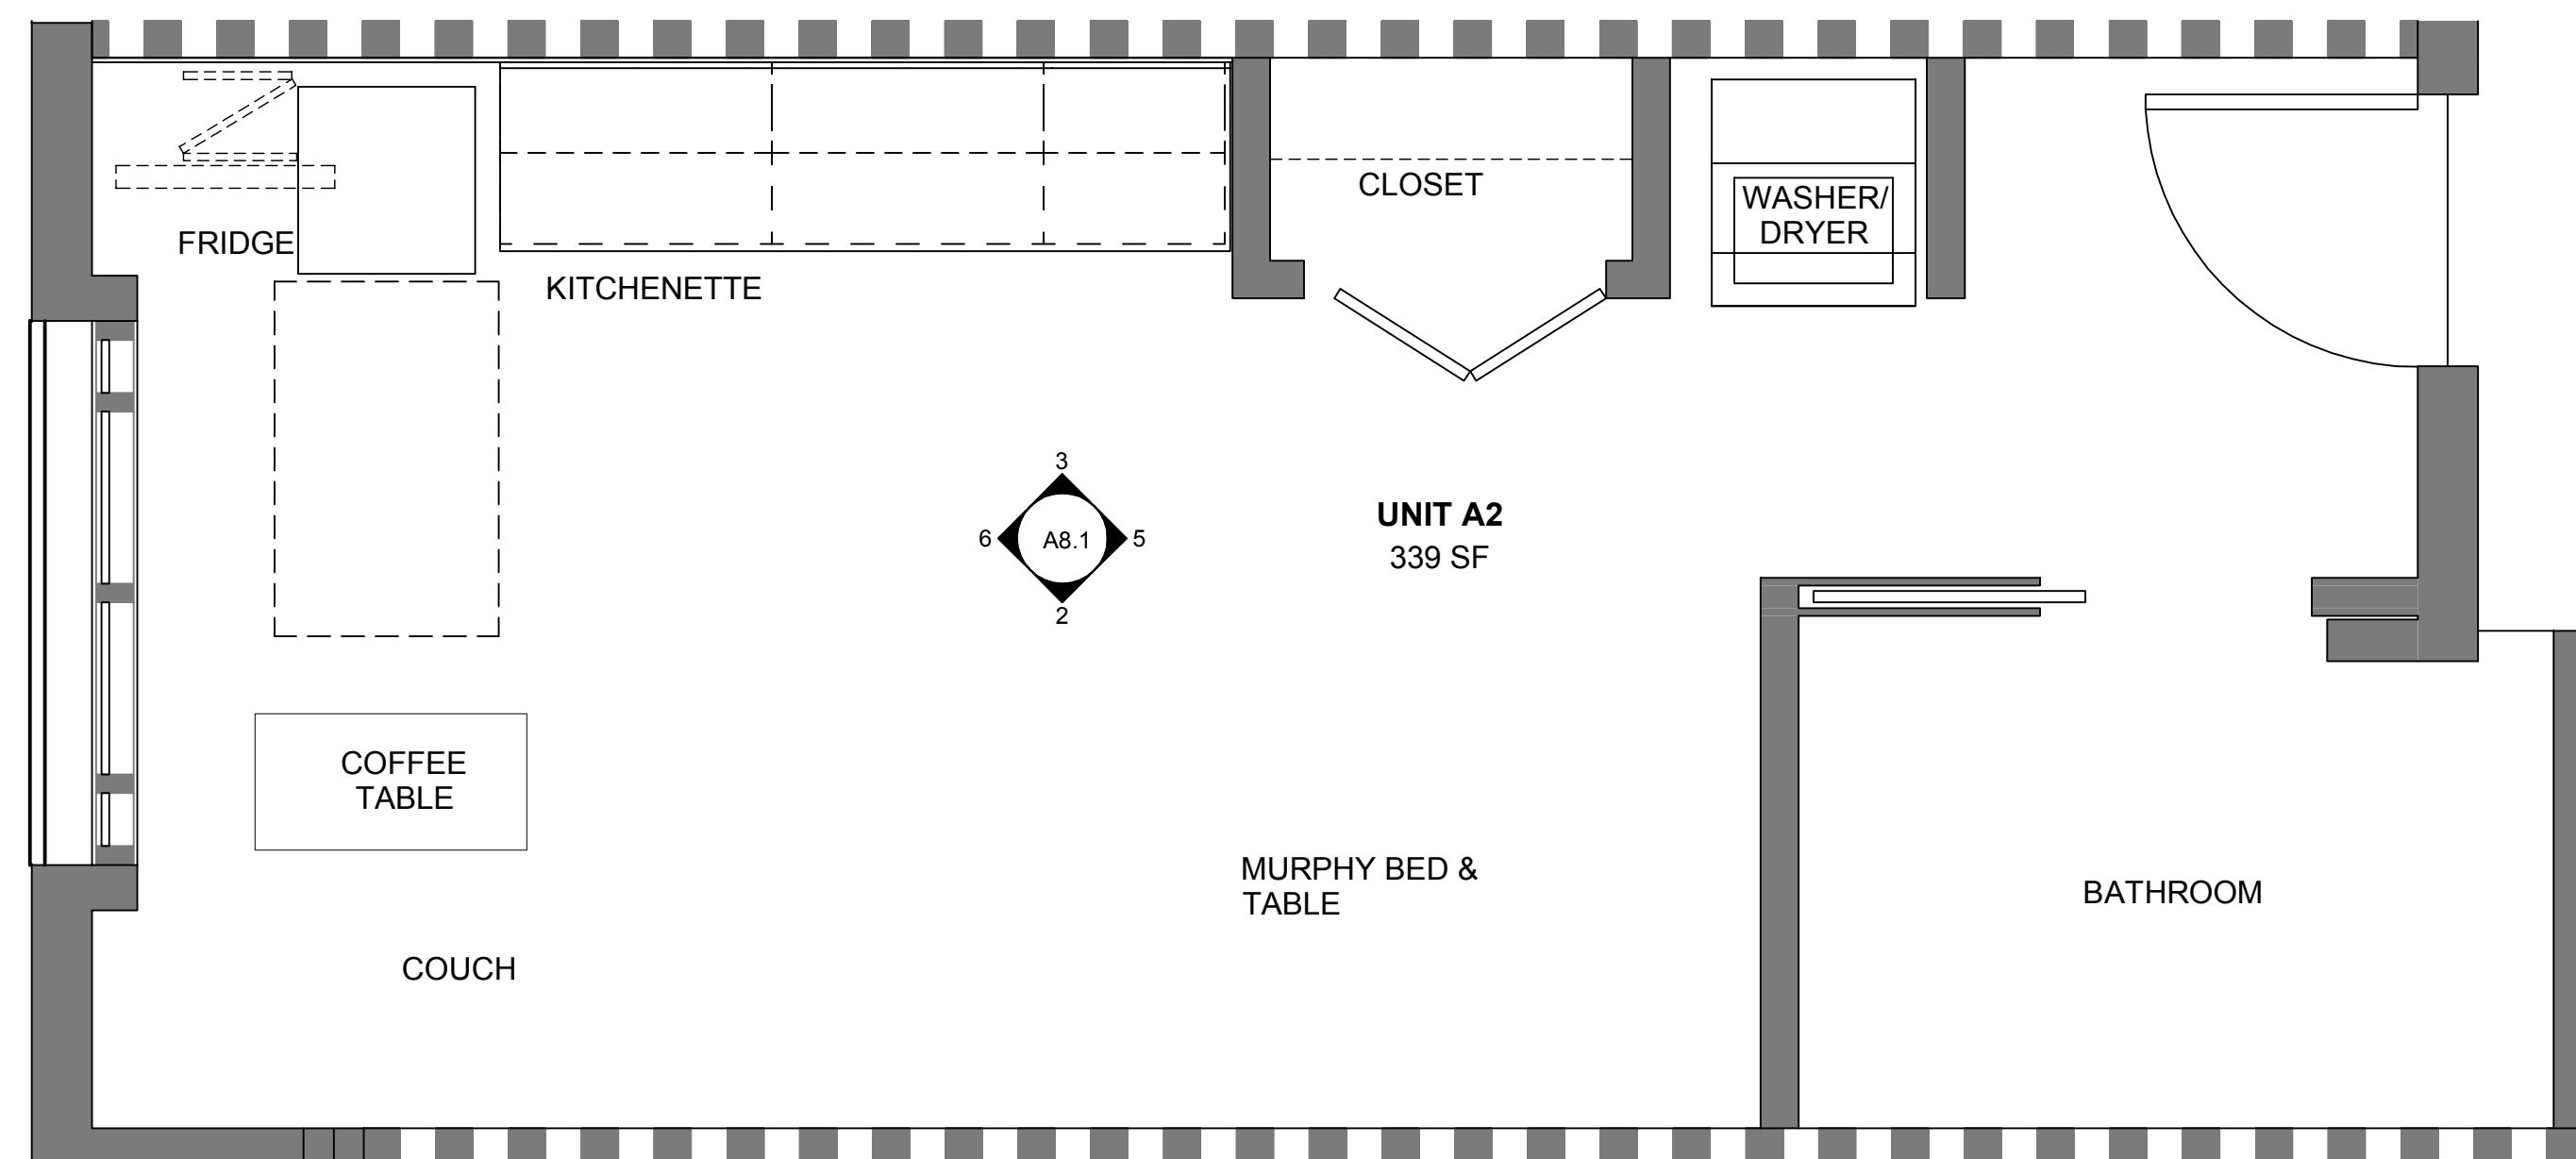 CLOSET
WASHER/
DRYER
FRIDGE
KITCHENETTE
3
6
A8.1
5
2
UNIT A2
339 SF
COFFEE
TABLE
MURPHY BED &
TABLE
BATHROOM
COUCH